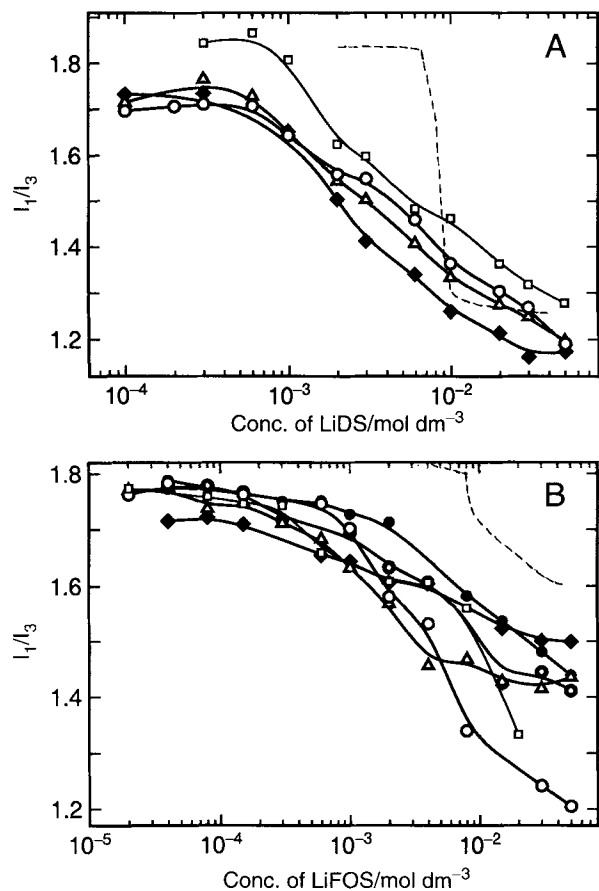 A
1.8
1.6
1.4
1.2
I₁/I₃
10⁻⁴ 10⁻³ 10⁻²
Conc. of LiDS/mol dm⁻³
B
1.8
1.6
1.4
1.2
I₁/I₃
10⁻⁵ 10⁻⁴ 10⁻³ 10⁻²
Conc. of LiFOS/mol dm⁻³